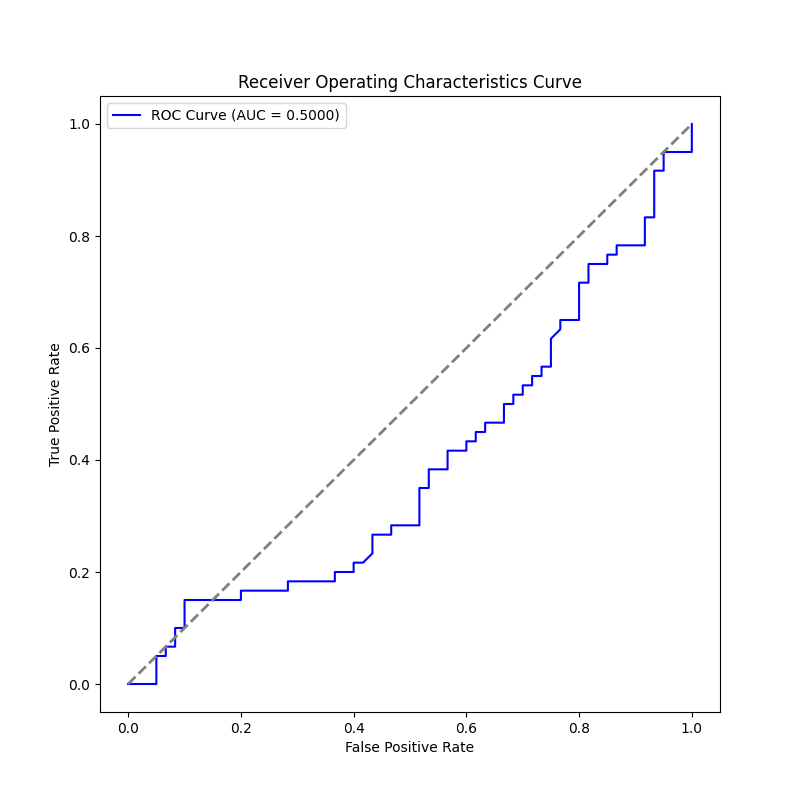 Receiver Operating Characteristics Curve
ROC Curve (AUC = 0.5000)
1.0
0.8
0.6
0.4
0.2
0.0
True Positive Rate
0.0 0.2 0.4 0.6 0.8 1.0
False Positive Rate